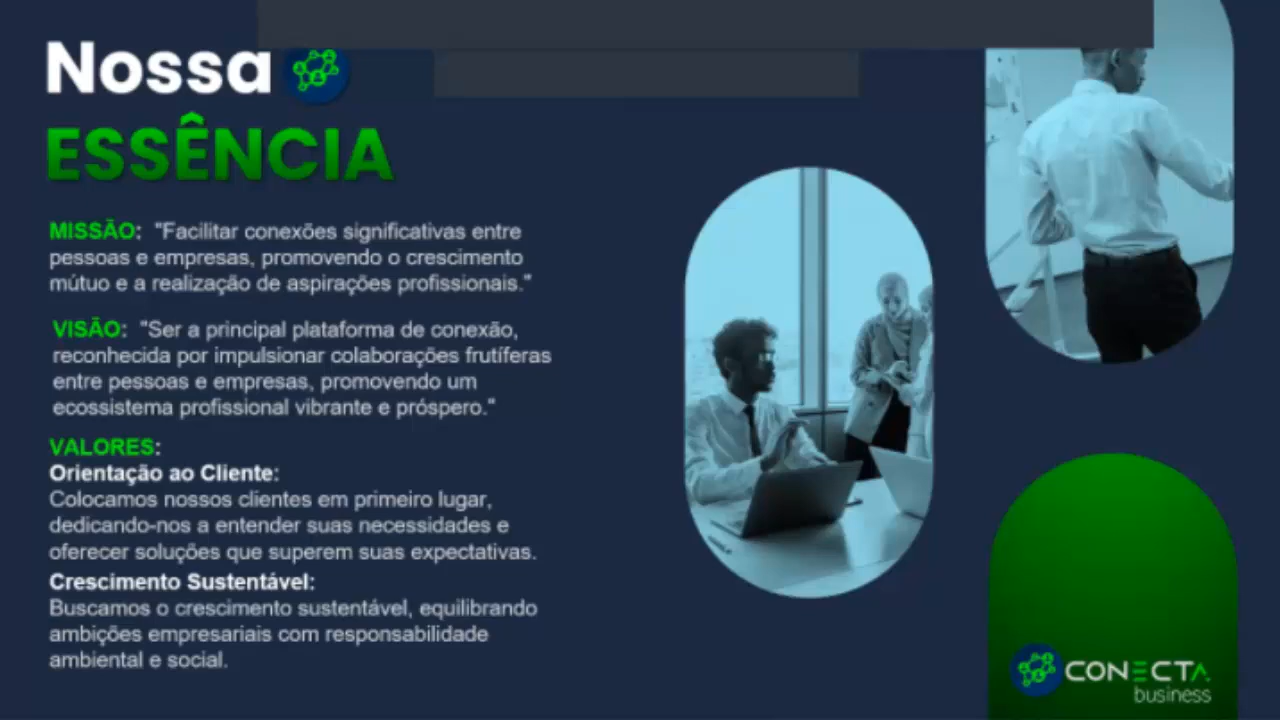 Nossa
ESSÊNCIA
MISSÃO: "Facilitar conexões significativas entre
pessoas e empresas, promovendo o crescimento
mútuo e a realização de aspirações profissionais."
VISÃO: "Ser a principal plataforma de conexão,
reconhecida por impulsionar colaborações frutíferas
entre pessoas e empresas, promovendo um
ecossistema profissional vibrante e próspero."
VALORES:
Orientação ao Cliente:
Colocamos nossos clientes em primeiro lugar,
dedicando-nos a entender suas necessidades e
oferecer soluções que superem suas expectativas.
Crescimento Sustentável:
Buscamos o crescimento sustentável, equilibrando
ambições empresariais com responsabilidade
ambiental e social.
CONECTA
business